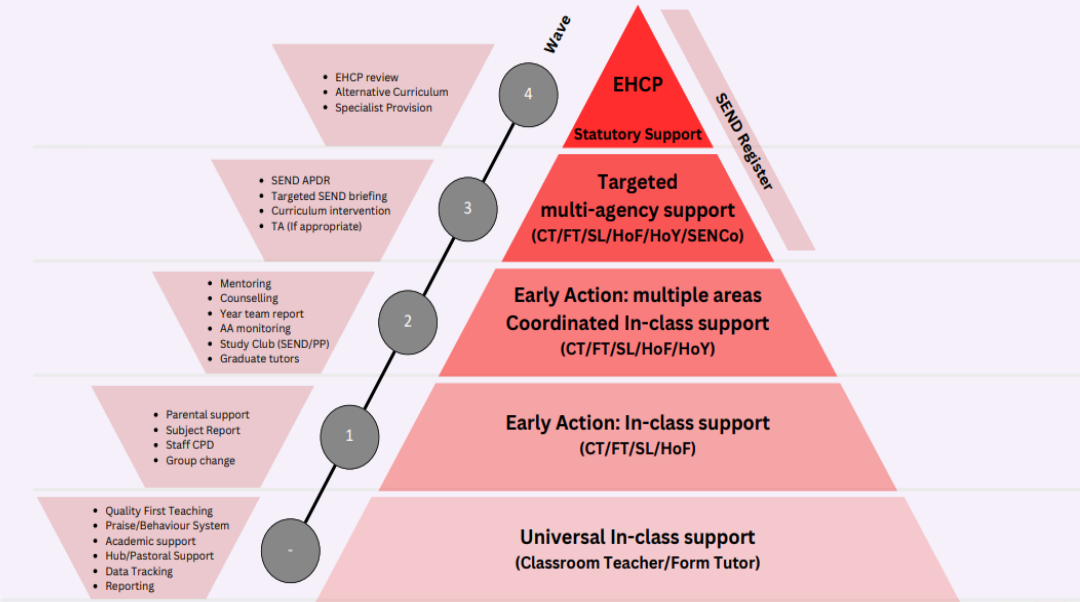 Wave
4
• EHCP review
• Alternative Curriculum
• Specialist Provision
EHCP
Statutory Support
SEND Register
3
• SEND APDR
• Targeted SEND briefing
• Curriculum intervention
• TA (If appropriate)
Targeted
multi-agency support
(CT/FT/SL/HoF/HoY/SENCo)
2
• Mentoring
• Counselling
• Year team report
• AA monitoring
• Study Club (SEND/PP)
• Graduate tutors
Early Action: multiple areas
Coordinated In-class support
(CT/FT/SL/HoF/HoY)
1
• Parental support
• Subject Report
• Staff CPD
• Group change
Early Action: In-class support
(CT/FT/SL/HoF)
-
• Quality First Teaching
• Praise/Behaviour System
• Academic support
• Hub/Pastoral Support
• Data Tracking
• Reporting
Universal In-class support
(Classroom Teacher/Form Tutor)